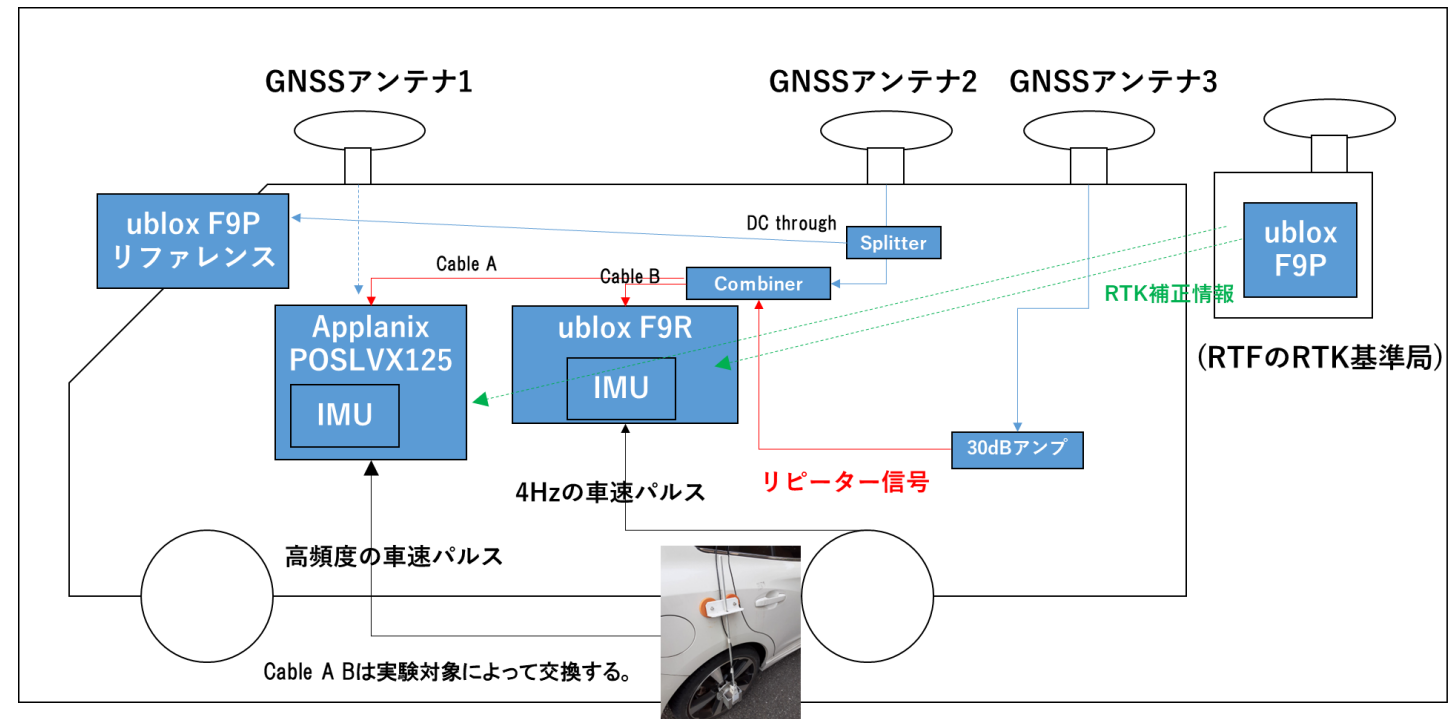 GNSSアンテナ1
GNSSアンテナ2
GNSSアンテナ3
ublox F9P
リファレンス
DC through
Splitter
Cable A
Cable B
Combiner
ublox
F9P
RTK補正情報
(RTFのRTK基準局)
Applanix
POSLVX125
IMU
ublox F9R
IMU
30dBアンプ
リピーター信号
4Hzの車速パルス
高頻度の車速パルス
Cable A Bは実験対象によって交換する。